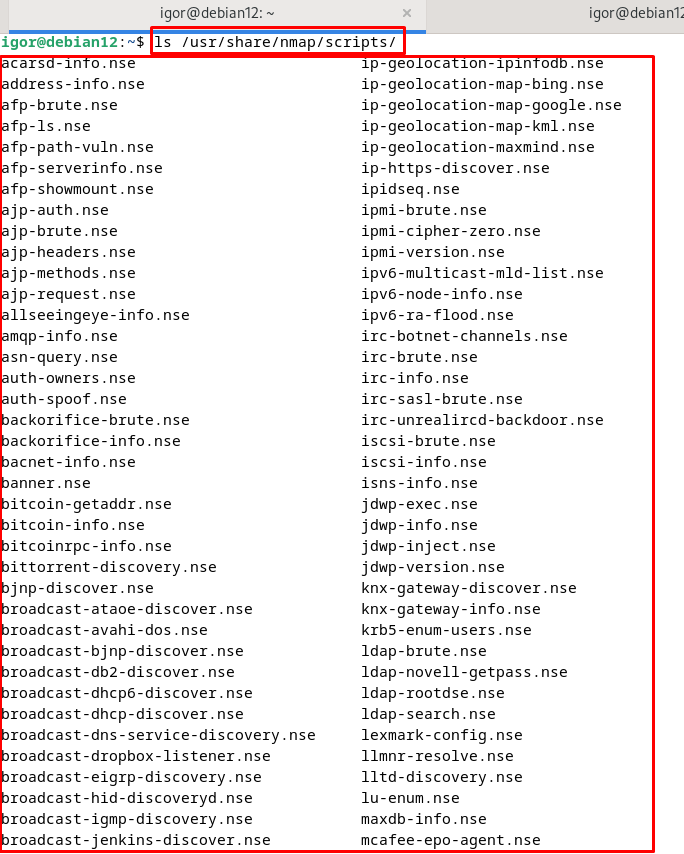 igor@debian12: ~ × igor@debian12
igor@debian12:~$ ls /usr/share/nmap/scripts/
acarsd-info.nse ip-geolocation-ipinfodb.nse
address-info.nse ip-geolocation-map-bing.nse
afp-brute.nse ip-geolocation-map-google.nse
afp-ls.nse ip-geolocation-map-kml.nse
afp-path-vuln.nse ip-geolocation-maxmind.nse
afp-serverinfo.nse ip-https-discover.nse
afp-showmount.nse ipidseq.nse
ajp-auth.nse ipmi-brute.nse
ajp-brute.nse ipmi-cipher-zero.nse
ajp-headers.nse ipmi-version.nse
ajp-methods.nse ipv6-multicast-mld-list.nse
ajp-request.nse ipv6-node-info.nse
allseeingeye-info.nse ipv6-ra-flood.nse
amqp-info.nse irc-botnet-channels.nse
asn-query.nse irc-brute.nse
auth-owners.nse irc-info.nse
auth-spoof.nse irc-sasl-brute.nse
backorifice-brute.nse irc-unrealircd-backdoor.nse
backorifice-info.nse iscsi-brute.nse
bacnet-info.nse iscsi-info.nse
banner.nse isns-info.nse
bitcoin-getaddr.nse jdwp-exec.nse
bitcoin-info.nse jdwp-info.nse
bitcoinrpc-info.nse jdwp-inject.nse
bittorrent-discovery.nse jdwp-version.nse
bjnp-discover.nse knx-gateway-discover.nse
broadcast-ataoe-discover.nse knx-gateway-info.nse
broadcast-avahi-dos.nse krb5-enum-users.nse
broadcast-bjnp-discover.nse ldap-brute.nse
broadcast-db2-discover.nse ldap-novell-getpass.nse
broadcast-dhcp6-discover.nse ldap-rootdse.nse
broadcast-dhcp-discover.nse ldap-search.nse
broadcast-dns-service-discovery.nse lexmark-config.nse
broadcast-dropbox-listener.nse llmnr-resolve.nse
broadcast-eigrp-discovery.nse lltd-discovery.nse
broadcast-hid-discoveryd.nse lu-enum.nse
broadcast-igmp-discovery.nse maxdb-info.nse
broadcast-jenkins-discover.nse mcafee-epo-agent.nse